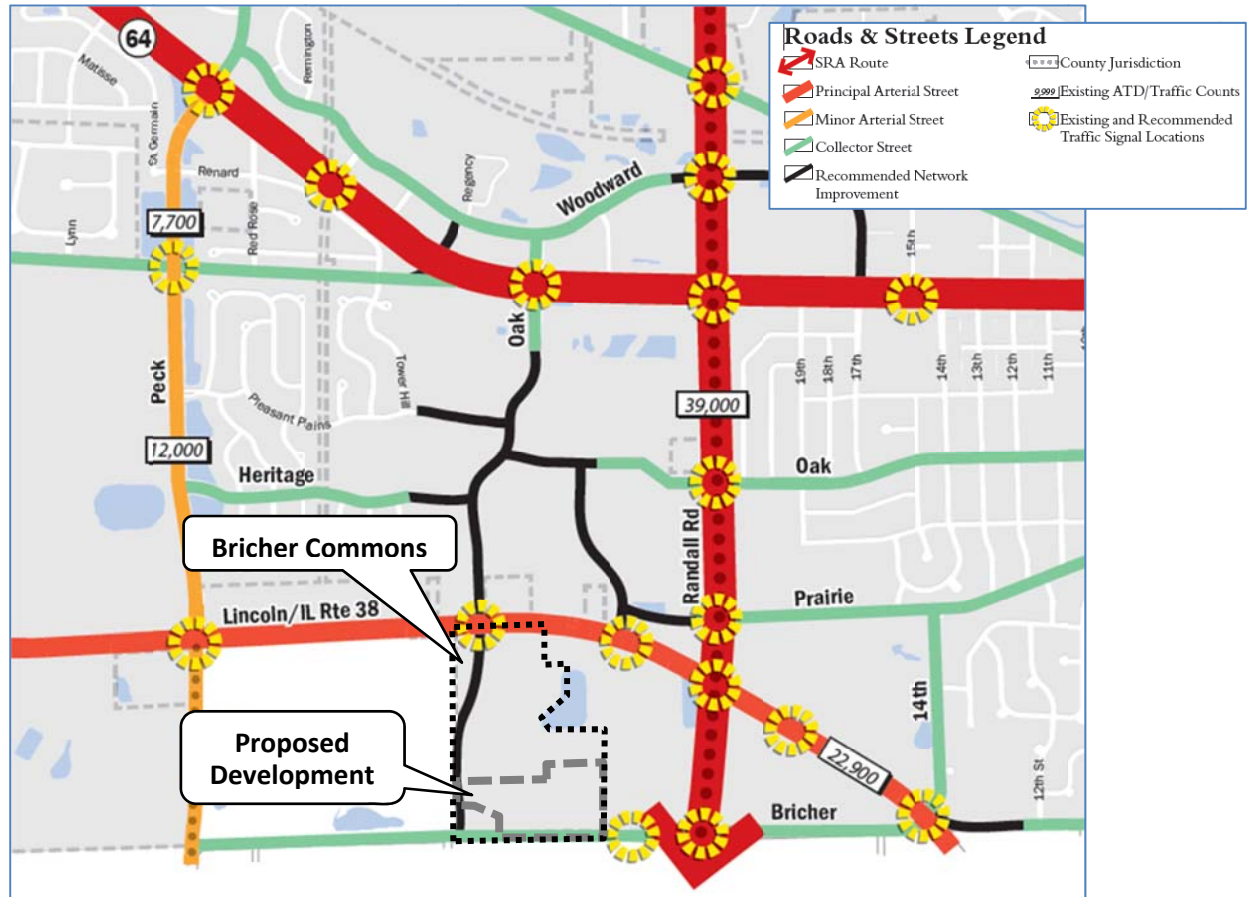 64
Matisse
Remington
St Germain
Renard
Regency
Woodward
7,700
Lynn
Red Rose
15th
Oak
Peck
Tower Hill
Pleasant Plains
19th
18th
17th
14th
13th
12th
11th
39,000
12,000
Heritage
Oak
Bricher Commons
Randall Rd
Lincoln/IL Rte 38
Prairie
14th
Proposed
Development
22,900
12th St
Bricher
Roads & Streets Legend
SRA Route
Principal Arterial Street
Minor Arterial Street
Collector Street
Recommended Network
Improvement
County Jurisdiction
9,999 Existing ATD/Traffic Counts
Existing and Recommended
Traffic Signal Locations